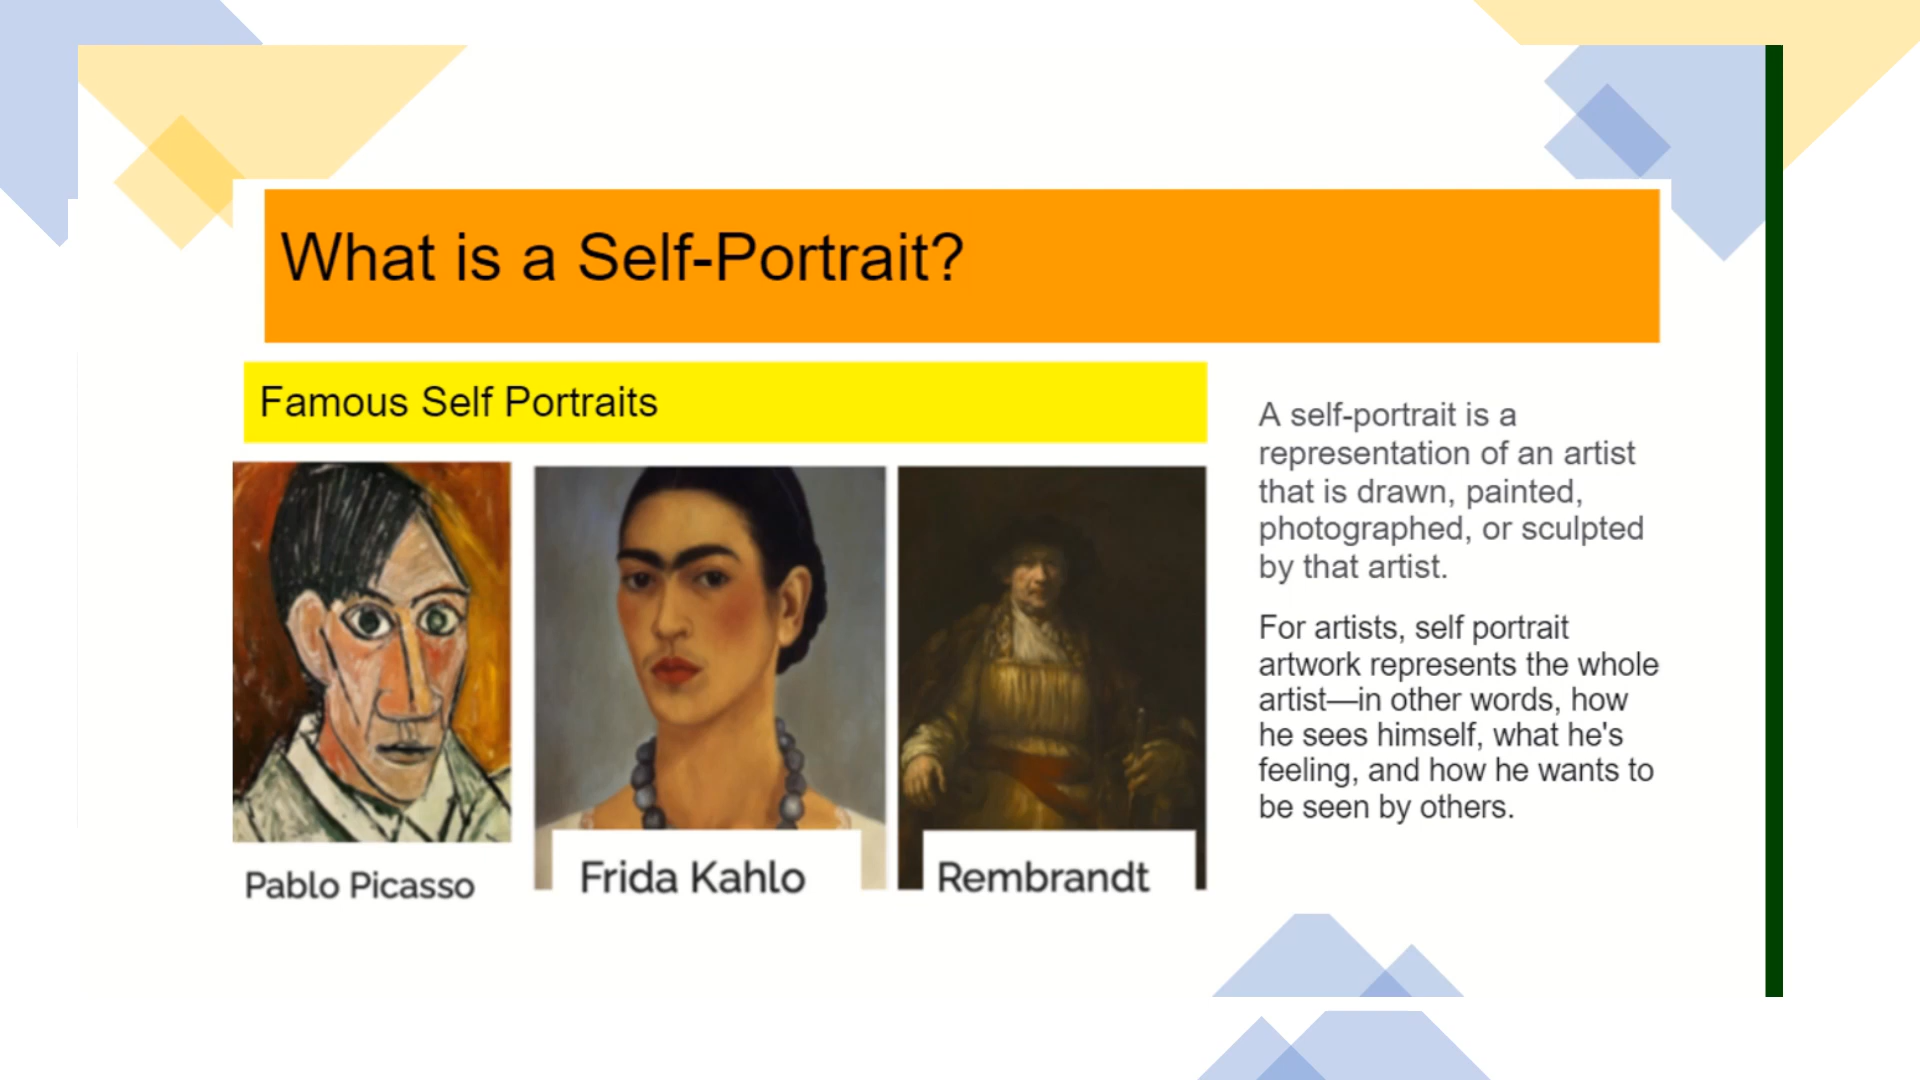 What is a Self-Portrait?
Famous Self Portraits
Pablo Picasso
Frida Kahlo
Rembrandt
A self-portrait is a
representation of an artist
that is drawn, painted,
photographed, or sculpted
by that artist.
For artists, self portrait
artwork represents the whole
artist—in other words, how
he sees himself, what he's
feeling, and how he wants to
be seen by others.